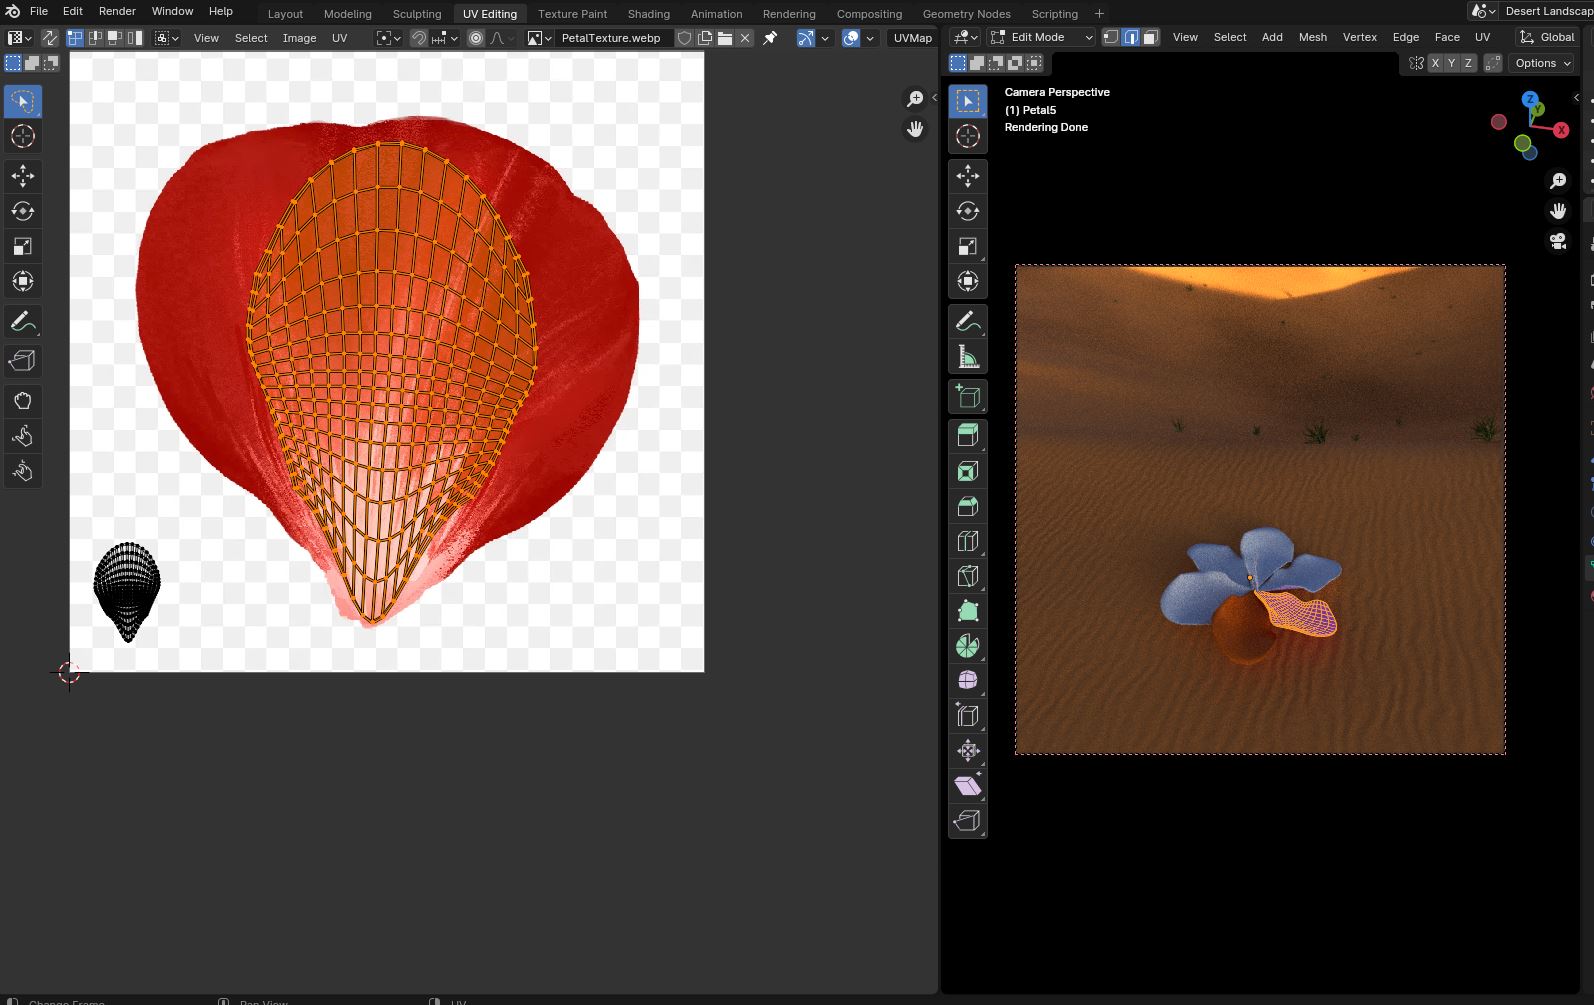 File Edit Render Window Help Layout Modeling Sculpting UV Editing Texture Paint Shading Animation Rendering Compositing Geometry Nodes Scripting + Desert Landscap
View Select Image UV PetalTexture.webp UVMap Edit Mode View Select Add Mesh Vertex Edge Face UV Global
X Y Z Options
Camera Perspective
(1) Petal5
Rendering Done
Z
Y
X
Change Frame Pan View UV